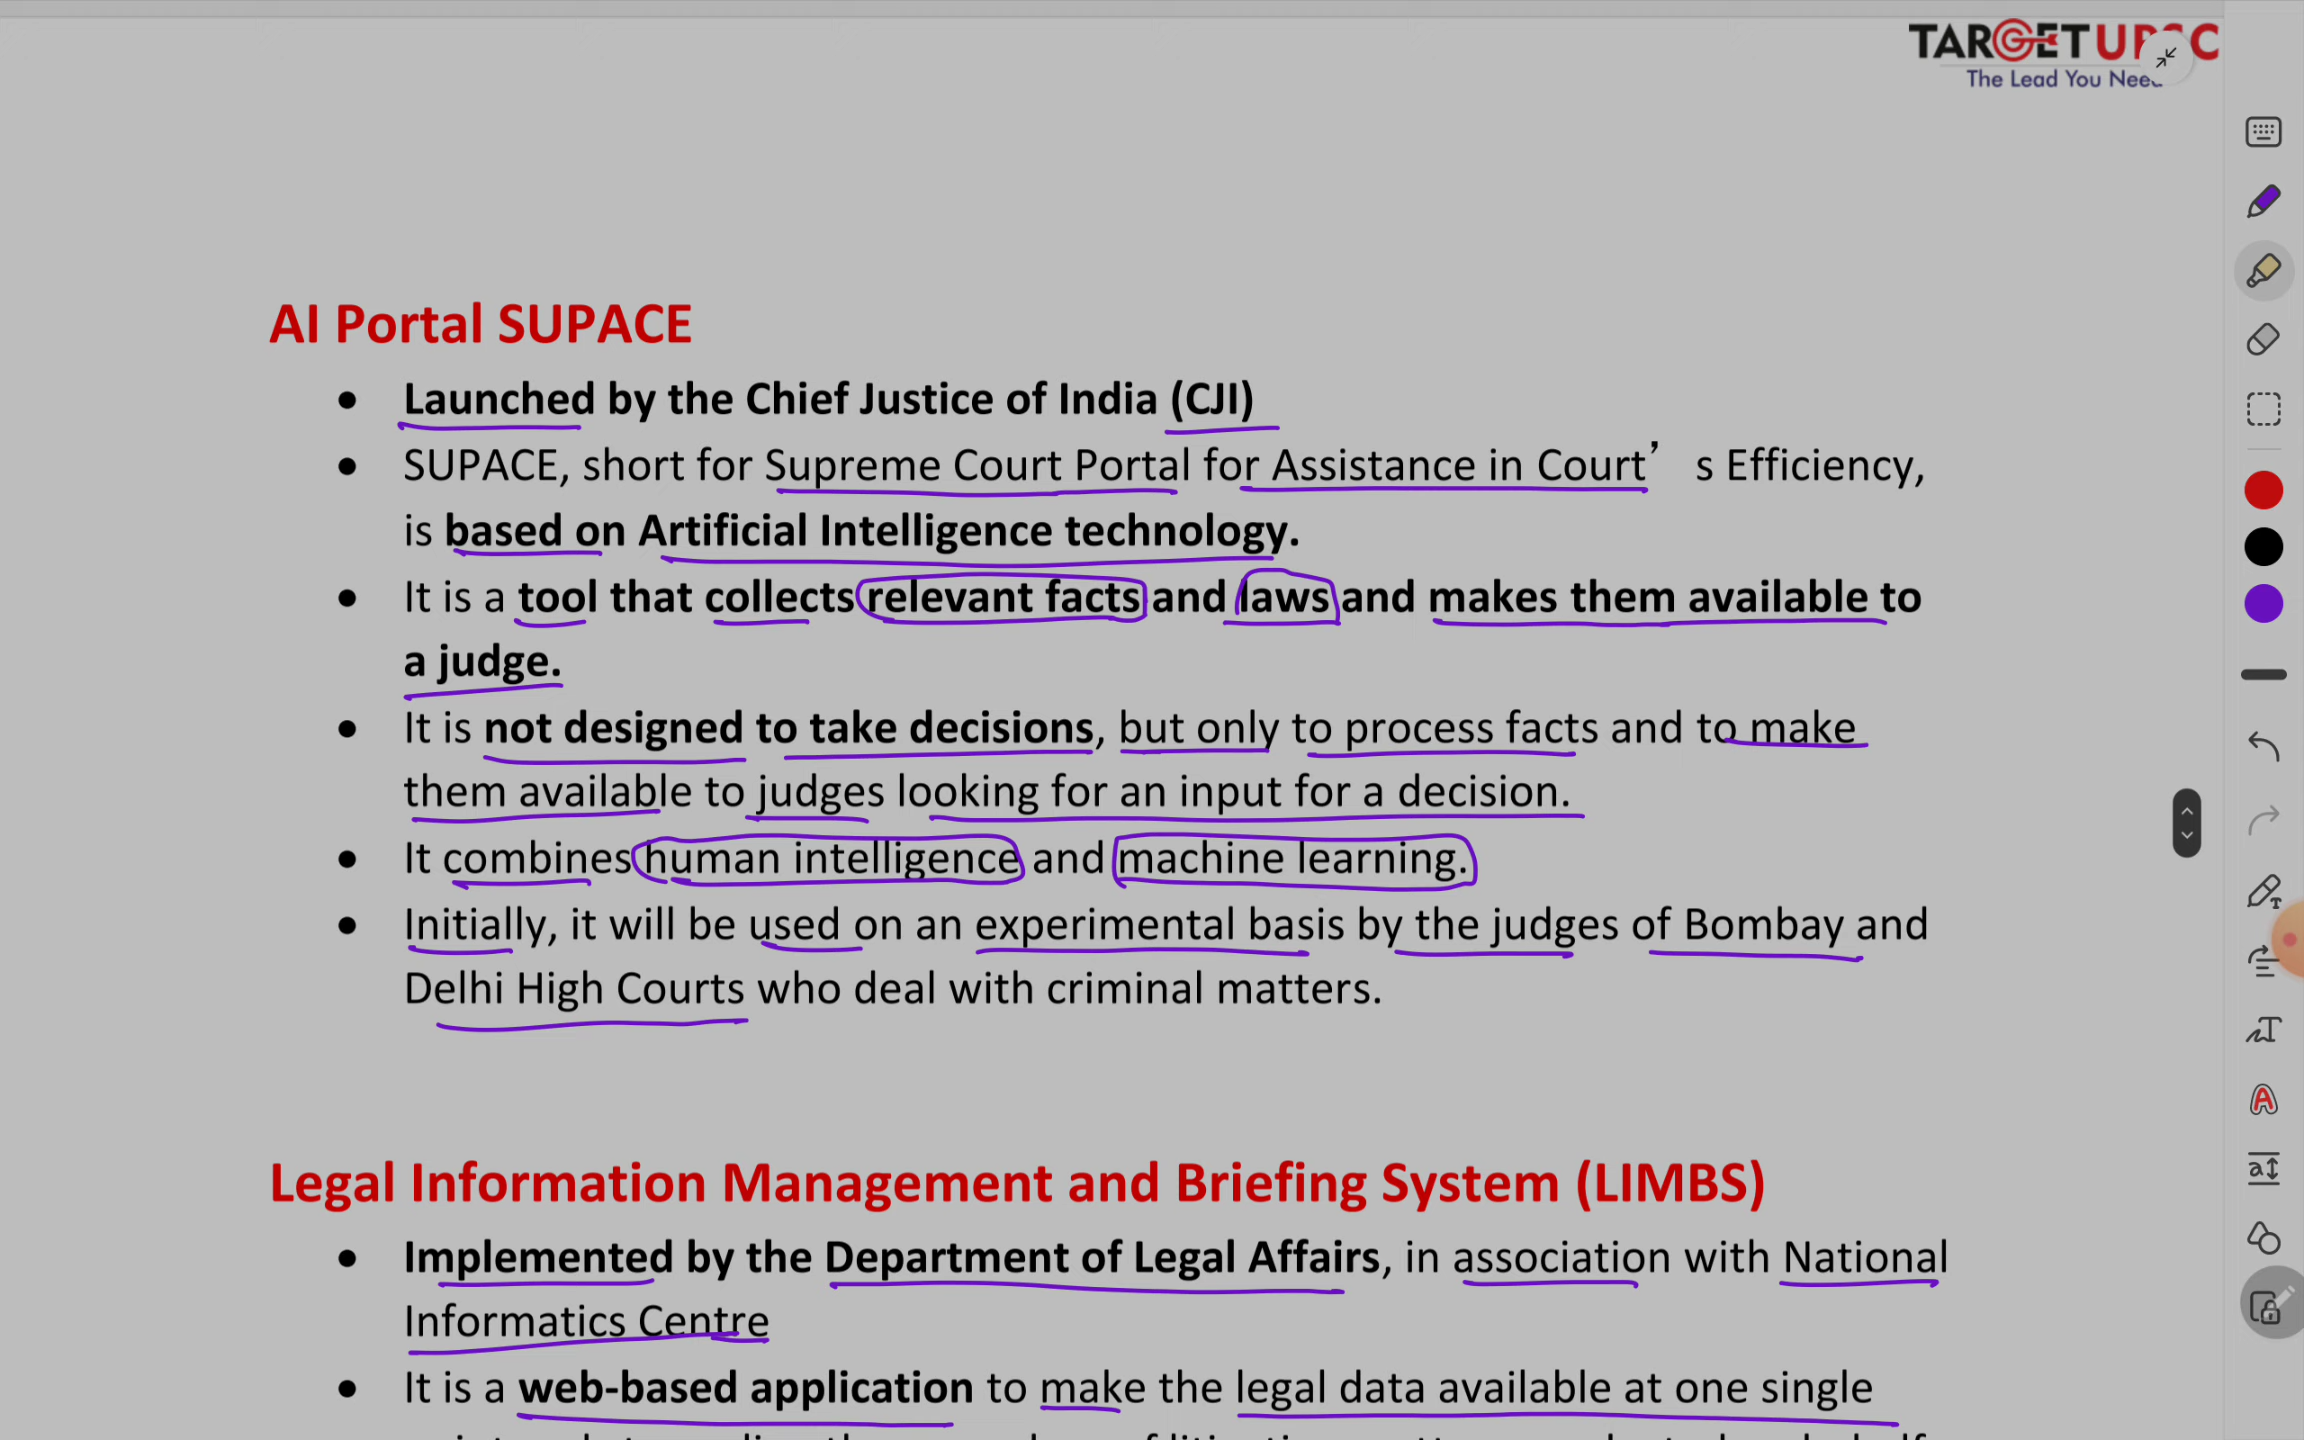 TARGETUPSC
The Lead You Need
AI Portal SUPACE
● Launched by the Chief Justice of India (CJI)
● SUPACE, short for Supreme Court Portal for Assistance in Court’ s Efficiency,
is based on Artificial Intelligence technology.
● It is a tool that collects relevant facts and laws and makes them available to
a judge.
● It is not designed to take decisions, but only to process facts and to make
them available to judges looking for an input for a decision.
● It combines human intelligence and machine learning.
● Initially, it will be used on an experimental basis by the judges of Bombay and
Delhi High Courts who deal with criminal matters.
Legal Information Management and Briefing System (LIMBS)
● Implemented by the Department of Legal Affairs, in association with National
Informatics Centre
● It is a web-based application to make the legal data available at one single